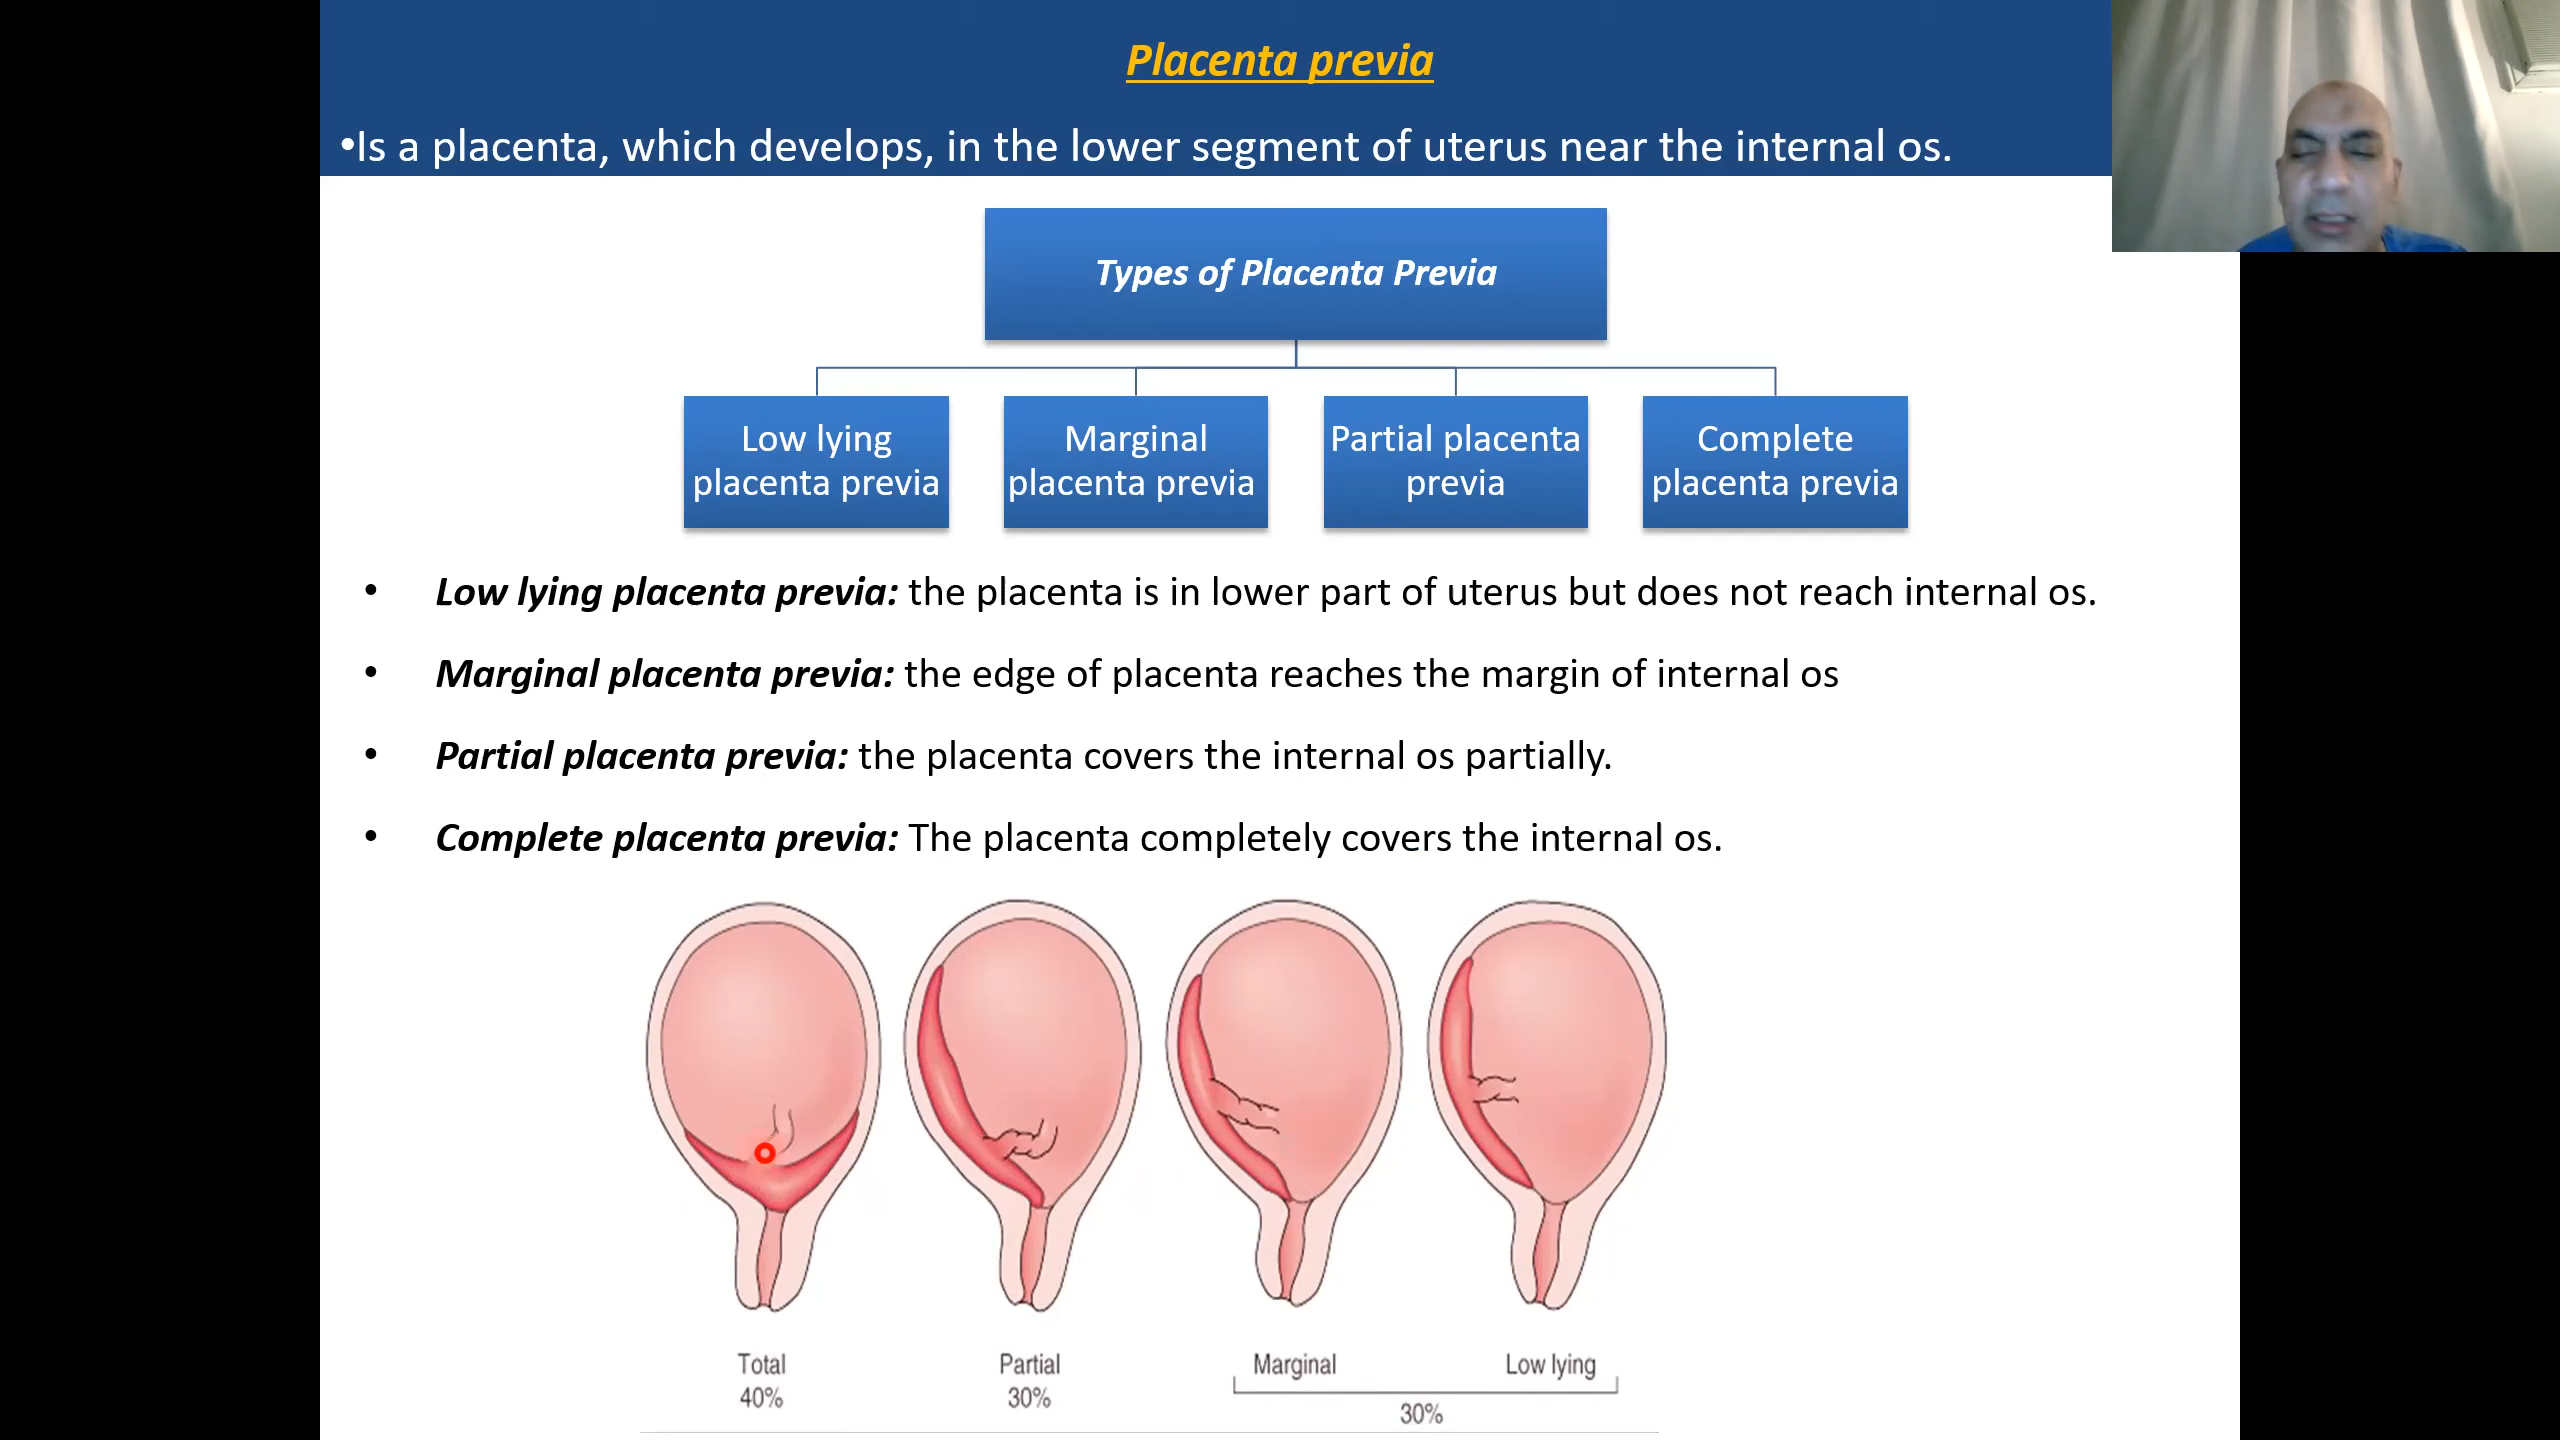 Placenta previa
•Is a placenta, which develops, in the lower segment of uterus near the internal os.
Types of Placenta Previa
Low lying
placenta previa
Marginal
placenta previa
Partial placenta
previa
Complete
placenta previa
• Low lying placenta previa: the placenta is in lower part of uterus but does not reach internal os.
• Marginal placenta previa: the edge of placenta reaches the margin of internal os
• Partial placenta previa: the placenta covers the internal os partially.
• Complete placenta previa: The placenta completely covers the internal os.
Total
40%
Partial
30%
Marginal
Low lying
30%